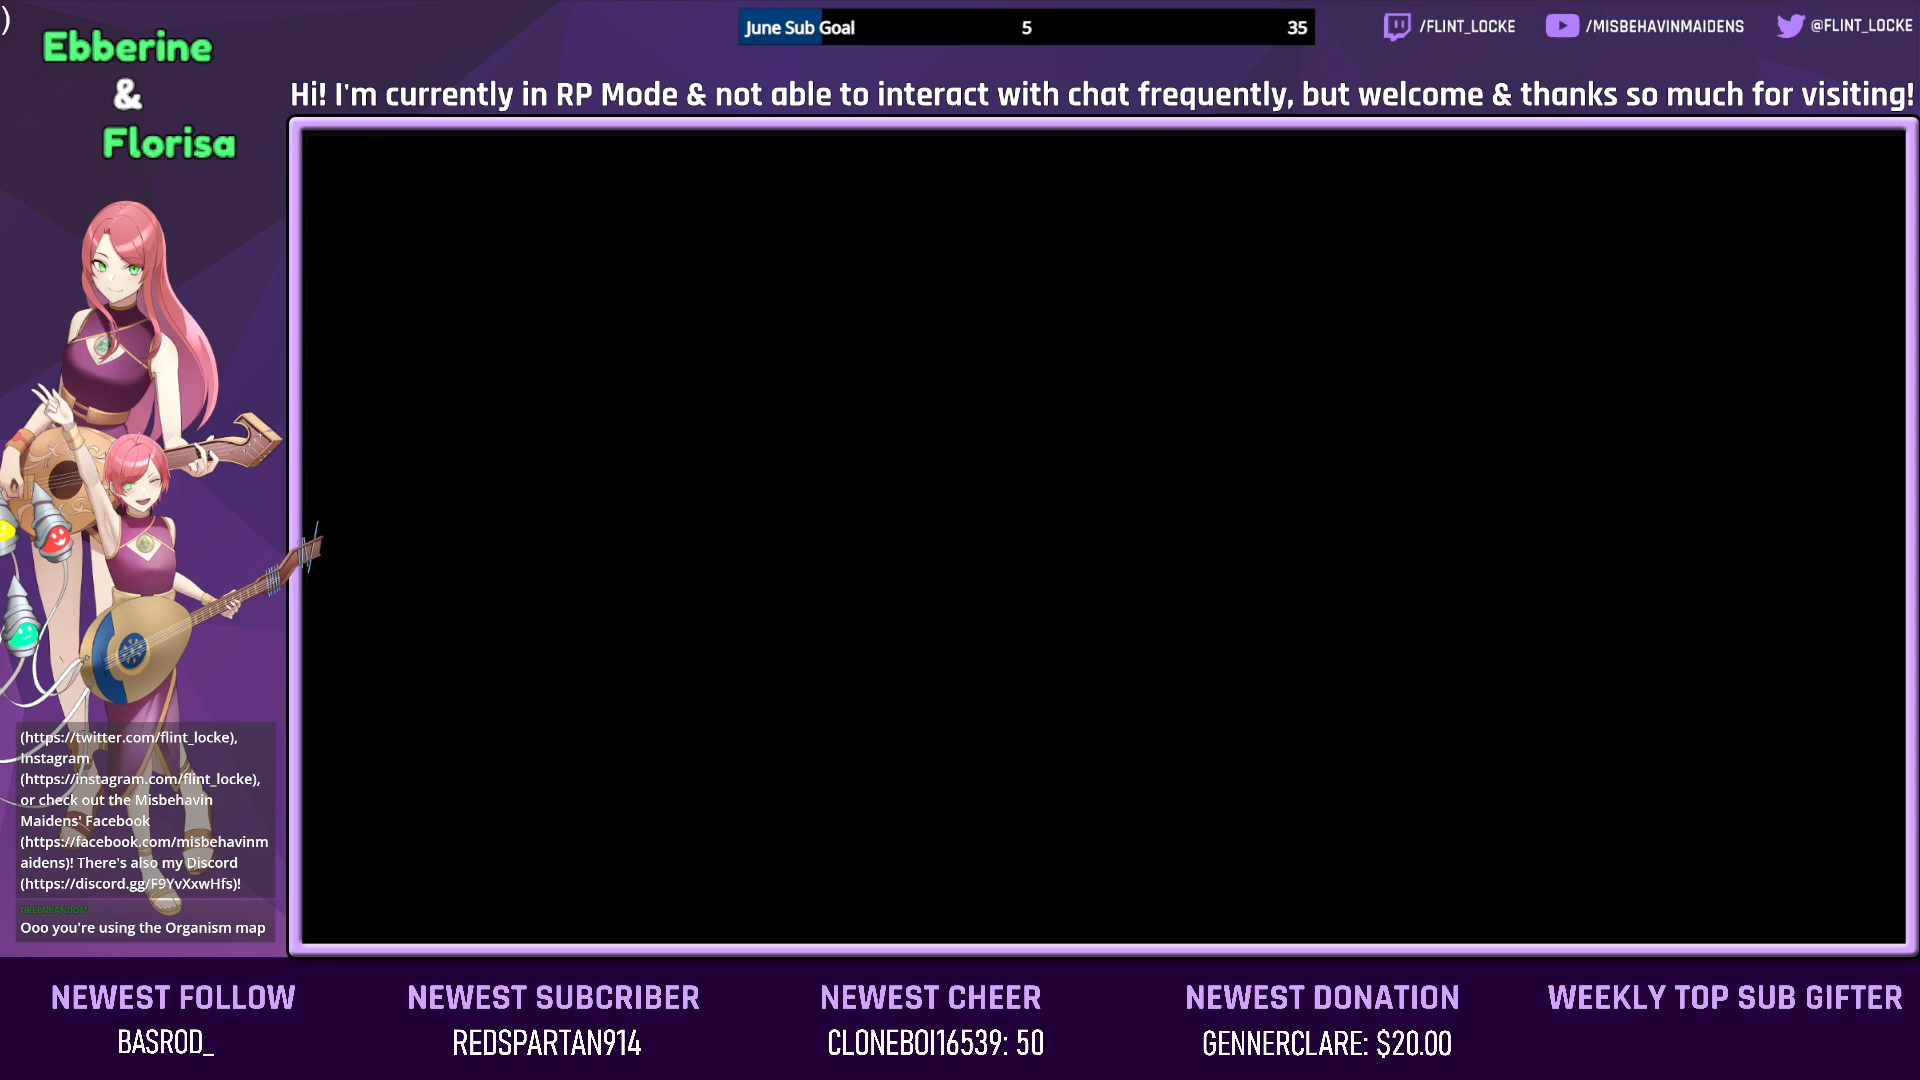 )
Ebberine
&
Florisa
June Sub Goal 5 35
/FLINT_LOCKE /MISBEHAVINMAIDENS @FLINT_LOCKE
Hi! I'm currently in RP Mode & not able to interact with chat frequently, but welcome & thanks so much for visiting!
(https://twitter.com/flint_locke),
Instagram
(https://instagram.com/flint_locke),
or check out the Misbehavin
Maidens' Facebook
(https://facebook.com/misbehavinm
aidens)! There's also my Discord
(https://discord.gg/F9YvXxwHfs)!
GREENRANDOM
Ooo you're using the Organism map
NEWEST FOLLOW NEWEST SUBCRIBER NEWEST CHEER NEWEST DONATION WEEKLY TOP SUB GIFTER
BASROD_ REDSPARTAN914 CLONEBOI16539: 50 GENNERCLARE: $20.00